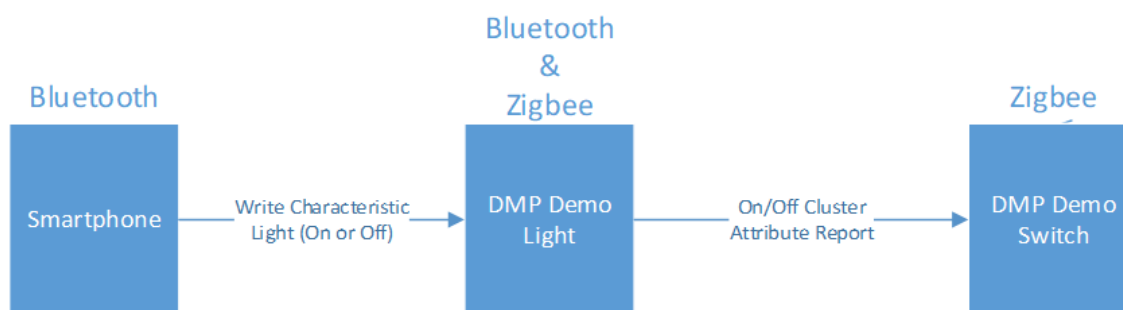 Bluetooth
Smartphone
Write Characteristic
Light (On or Off)
Bluetooth
&
Zigbee
DMP Demo
Light
On/Off Cluster
Attribute Report
Zigbee
DMP Demo
Switch